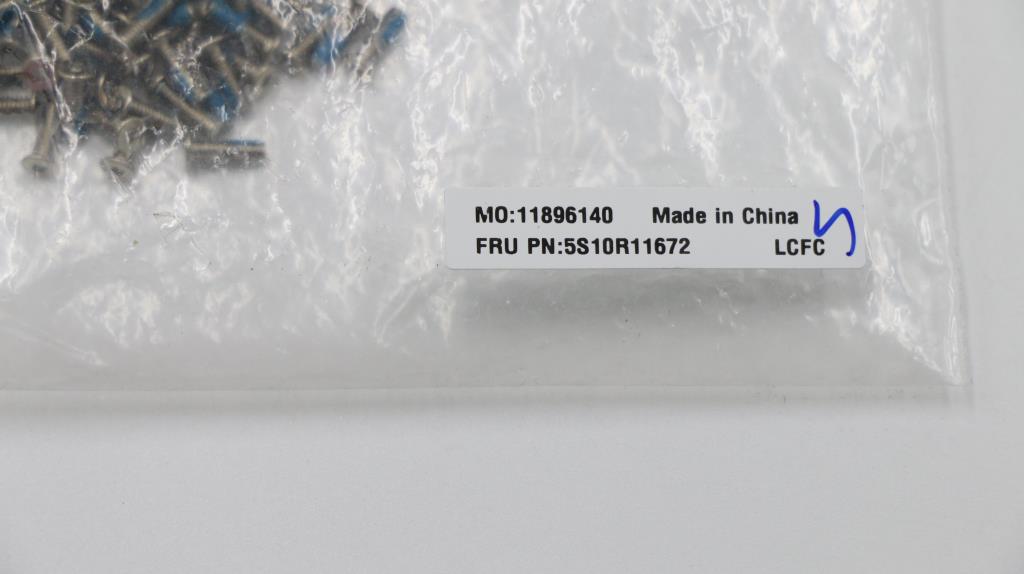 MO:11896140 Made in China
FRU PN:5S10R11672 LCFC